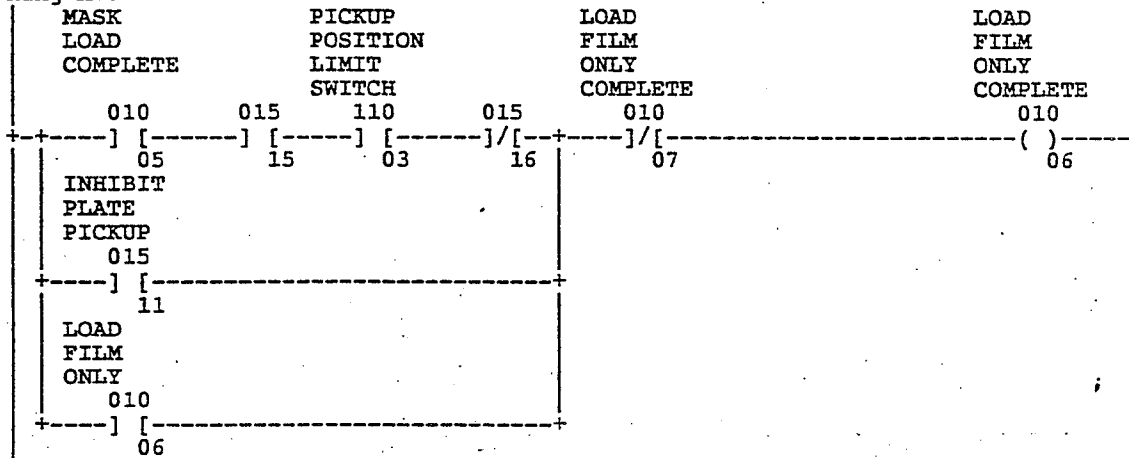 MASK PICKUP LOAD LOAD
LOAD POSITION FILM FILM
COMPLETE LIMIT ONLY ONLY
SWITCH COMPLETE COMPLETE
010 015 110 015 010 010
+-+----] [-------] [------] [------]/[--+----]/[------------------------------( )-----
05 15 03 16 07 06
INHIBIT
PLATE
PICKUP
015
+----] [------------------------------+
11
LOAD
FILM
ONLY
010
+----] [------------------------------+
06